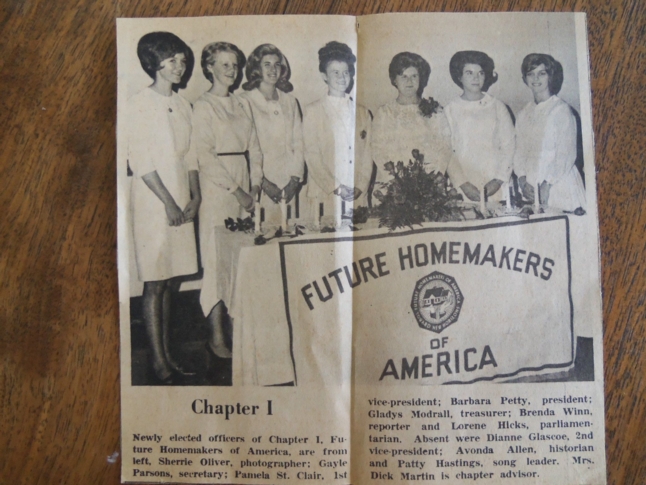 FUTURE HOMEMAKERS
OF
AMERICA
Chapter I
Newly elected officers of Chapter I, Fu-
ture Homemakers of America, are from
left, Sherrie Oliver, photographer; Gayle
Parsons, secretary; Pamela St. Clair, 1st
vice-president; Barbara Petty, president;
Gladys Modrall, treasurer; Brenda Winn,
reporter and Lorene Hicks, parliamen-
tarian. Absent were Dianne Glascoe, 2nd
vice-president; Avonda Allen, historian
and Patty Hastings, song leader. Mrs.
Dick Martin is chapter advisor.